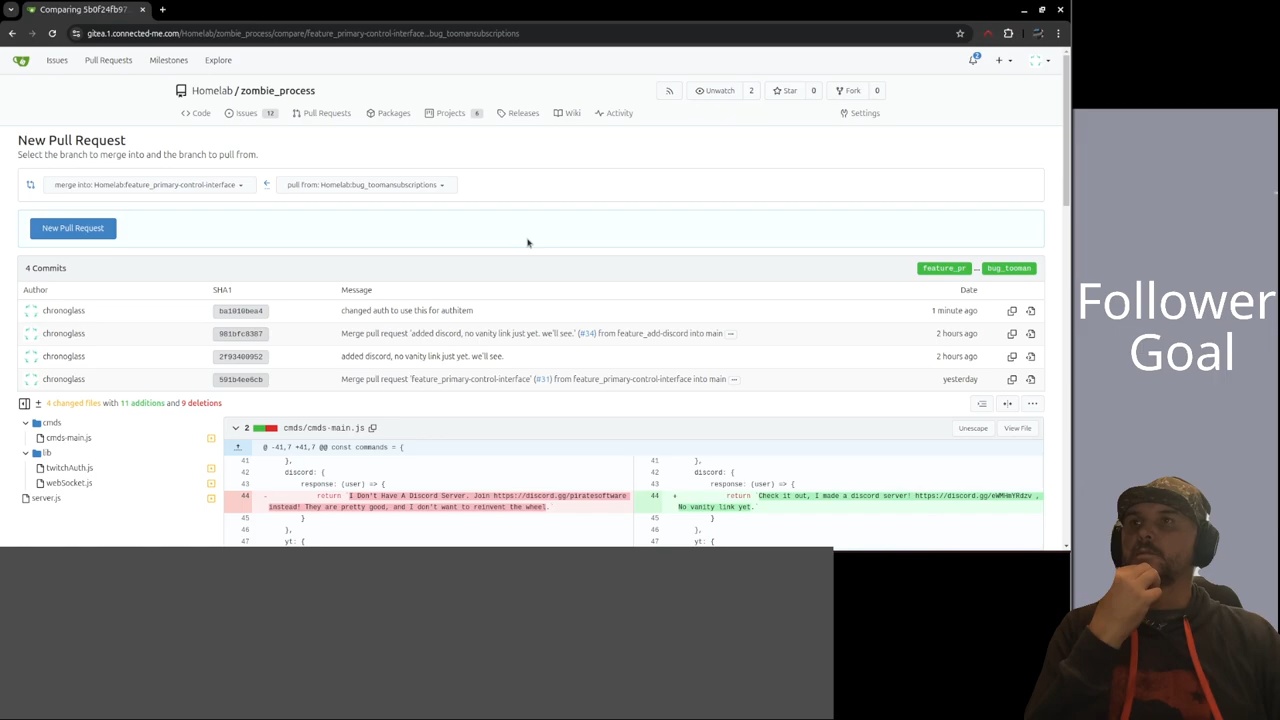 Comparing 5b0f24fb97
gitea.1.connected-me.com/Homelab/zombie_process/compare/feature_primary-control-interface...bug_toomansubscriptions
Issues Pull Requests Milestones Explore 2
Homelab / zombie_process Unwatch 2 Star 0 Fork 0
Code Issues 12 Pull Requests Packages Projects 6 Releases Wiki Activity Settings
New Pull Request
Select the branch to merge into and the branch to pull from.
merge into: Homelab:feature_primary-control-interface pull from: Homelab:bug_toomansubscriptions
New Pull Request
4 Commits feature_pr ... bug_tooman
Author SHA1 Message Date
chronoglass ba1010bea4 changed auth to use this for authitem 1 minute ago
chronoglass 981bfc8387 Merge pull request 'added discord, no vanity link just yet. we'll see.' (#34) from feature_add-discord into main ... 2 hours ago
chronoglass 2f93409952 added discord, no vanity link just yet. we'll see. 2 hours ago
chronoglass 591b4ee6cb Merge pull request 'feature_primary-control-interface' (#31) from feature_primary-control-interface into main ... yesterday
4 changed files with 11 additions and 9 deletions
cmds
cmds-main.js
lib
twitchAuth.js
webSocket.js
server.js
2 cmds/cmds-main.js Unescape View File
@ -41,7 +41,7 @@ const commands = {
41 }, 41 },
42 discord: { 42 discord: {
43 response: (user) => { 43 response: (user) => {
44 - return `I Don't Have A Discord Server. Join https://discord.gg/piratesoftware 44 + return `Check it out, I made a discord server! https://discord.gg/eWMHmYRdzv ,
instead! They are pretty good, and I don't want to reinvent the wheel.` No vanity link yet.`
45 } 45 }
46 }, 46 },
47 yt: { 47 yt: {
Follower
Goal